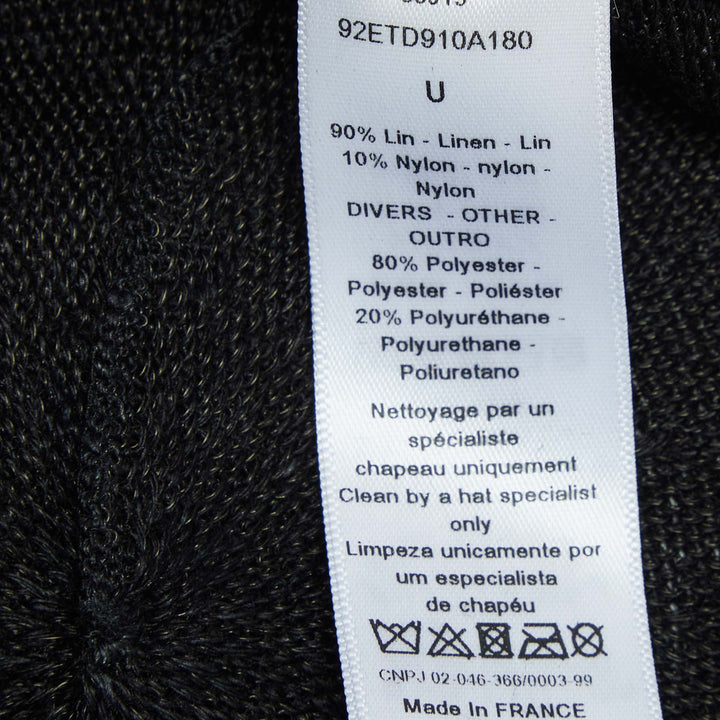 92ETD910A180
U
90% Lin - Linen - Lin
10% Nylon - nylon -
Nylon
DIVERS - OTHER -
OUTRO
80% Polyester -
Polyester - Poliéster
20% Polyuréthane -
Polyurethane -
Poliuretano
Nettoyage par un
spécialiste
chapeau uniquement
Clean by a hat specialist
only
Limpeza unicamente por
um especialista
de chapéu
CNPJ 02-046-366/0003-99
Made In FRANCE